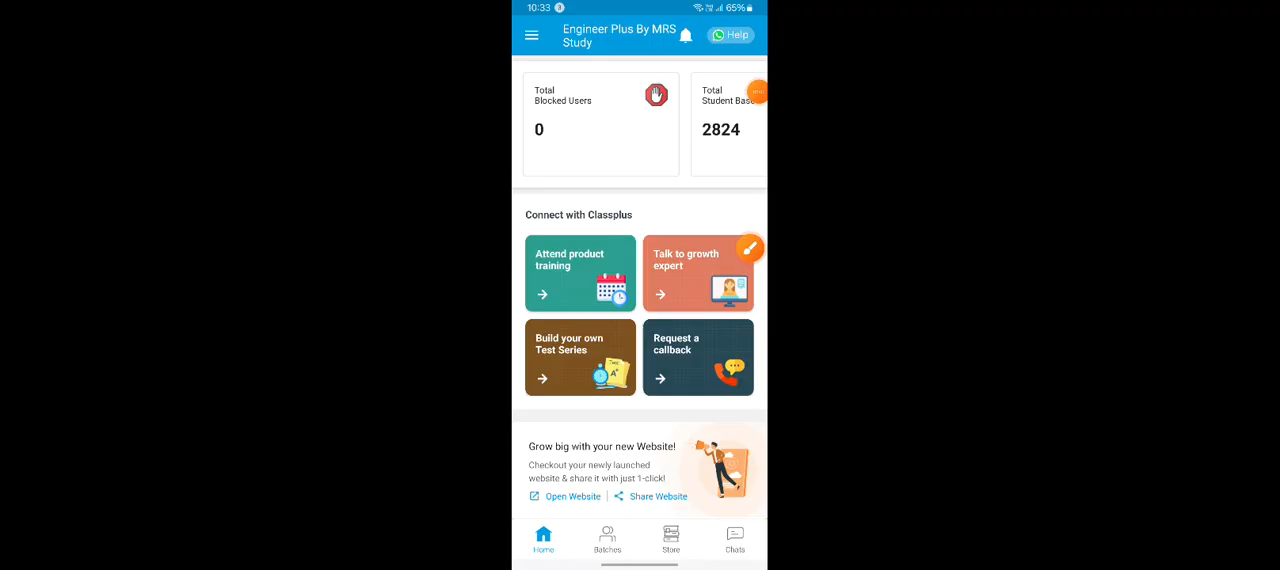 10:33
65%
Engineer Plus By MRS
Study
Help
Total
Blocked Users
0
Total
Student Base
2824
Connect with Classplus
Attend product
training
Talk to growth
expert
Build your own
Test Series
Request a
callback
Grow big with your new Website!
Checkout your newly launched
website & share it with just 1-click!
Open Website
Share Website
Home
Batches
Store
Chats